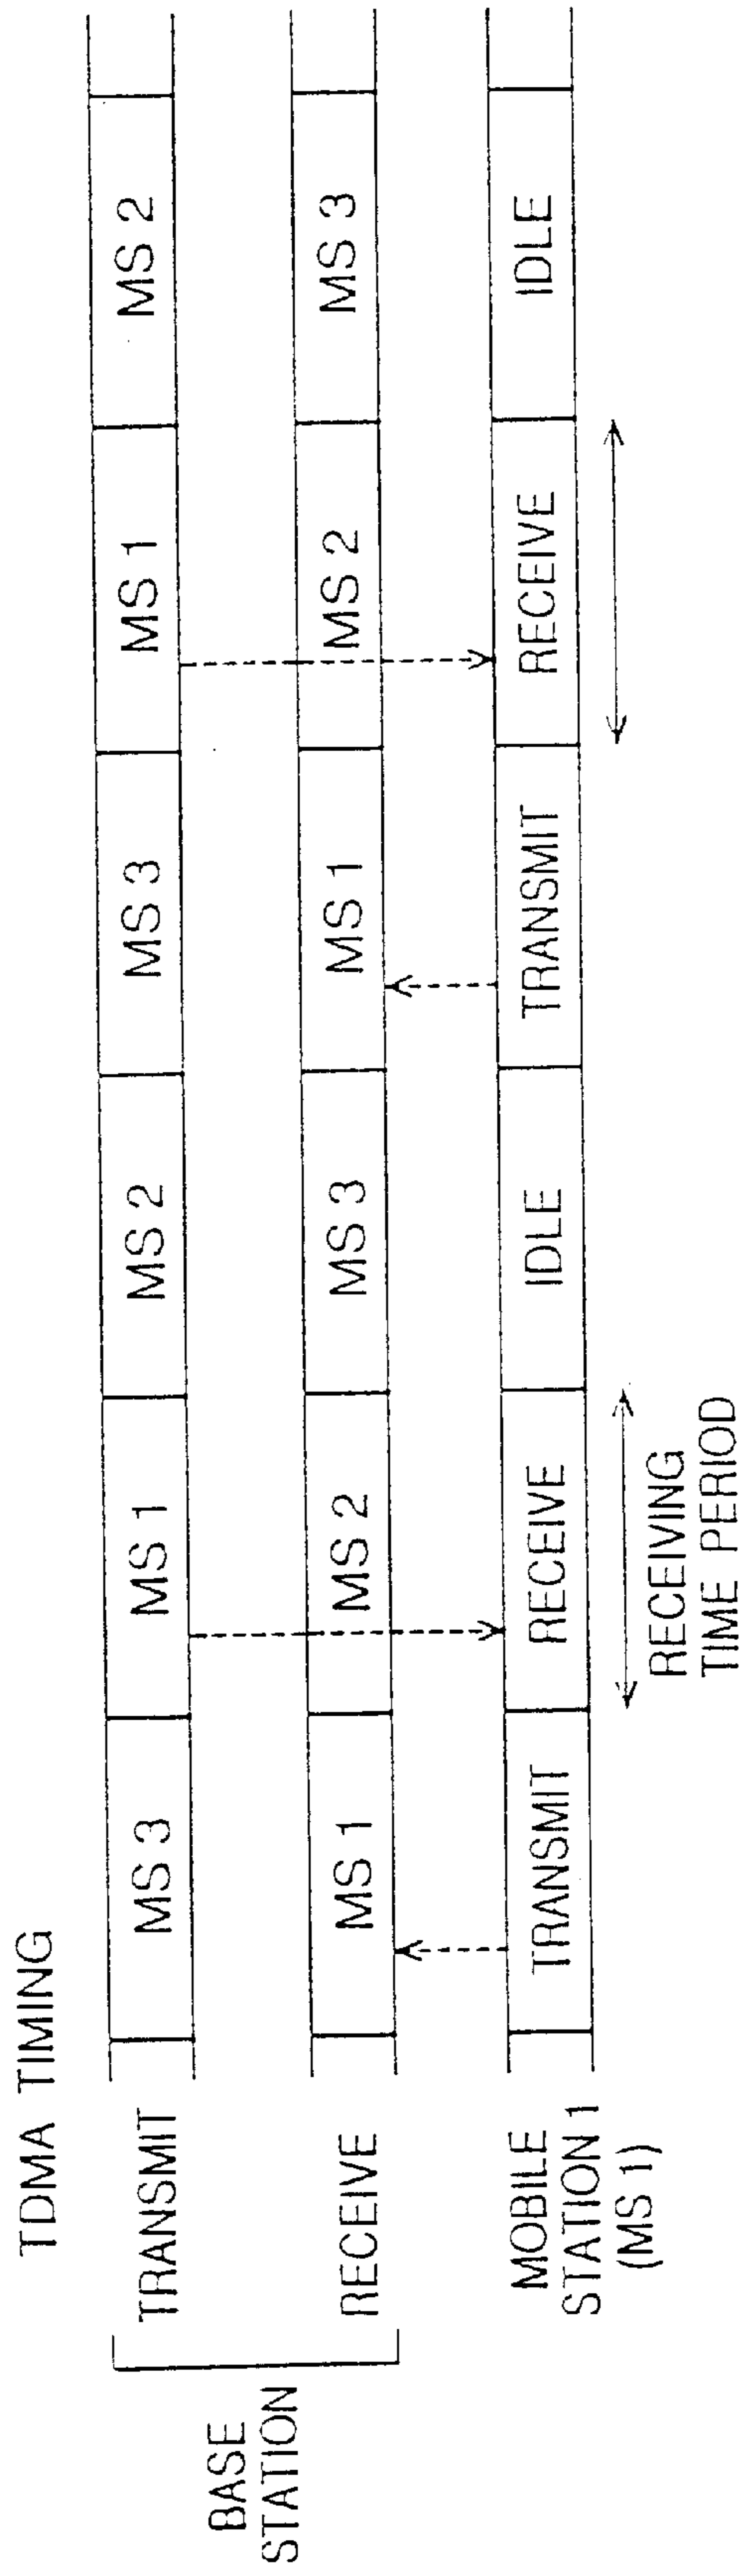 TDMA TIMING
BASE
STATION
TRANSMIT
MS 3
MS 1
MS 2
MS 3
MS 1
MS 2
RECEIVE
MS 1
MS 2
MS 3
MS 1
MS 2
MS 3
MOBILE
STATION 1
(MS 1)
TRANSMIT
RECEIVE
IDLE
TRANSMIT
RECEIVE
IDLE
RECEIVING
TIME PERIOD